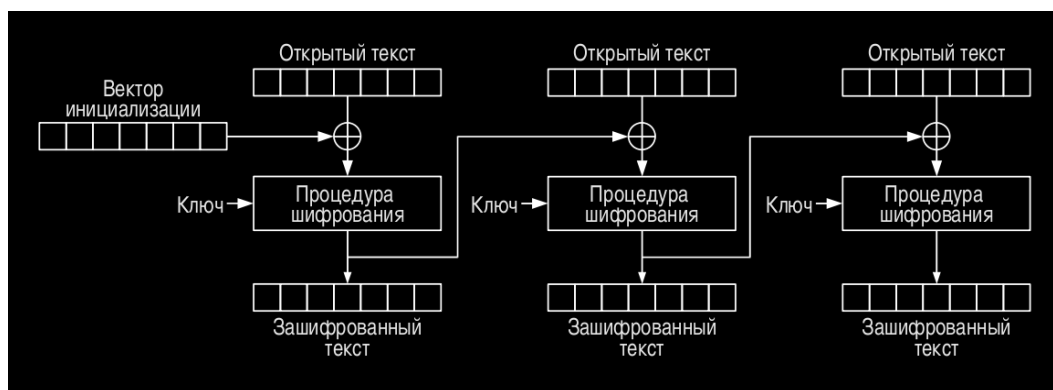 Открытый текст
Открытый текст
Открытый текст
Вектор
инициализации
Ключ
Процедура
шифрования
Ключ
Процедура
шифрования
Ключ
Процедура
шифрования
Зашифрованный
текст
Зашифрованный
текст
Зашифрованный
текст